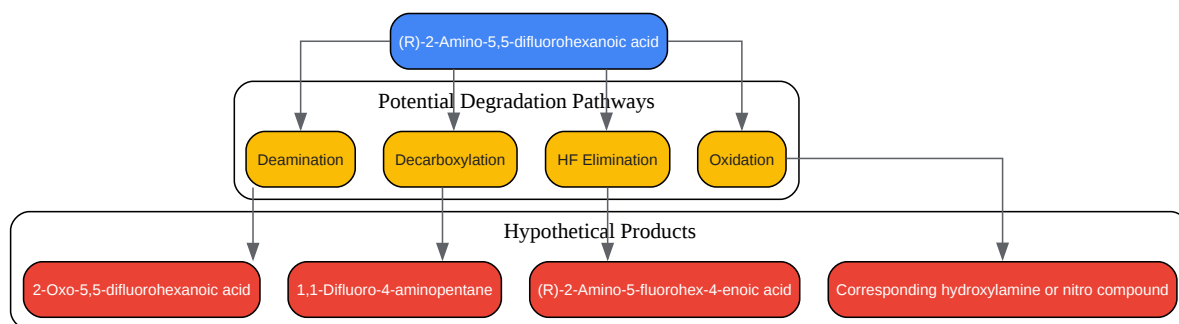 (R)-2-Amino-5,5-difluorohexanoic acid
Potential Degradation Pathways
Deamination
Decarboxylation
HF Elimination
Oxidation
Hypothetical Products
2-Oxo-5,5-difluorohexanoic acid
1,1-Difluoro-4-aminopentane
(R)-2-Amino-5-fluorohex-4-enoic acid
Corresponding hydroxylamine or nitro compound